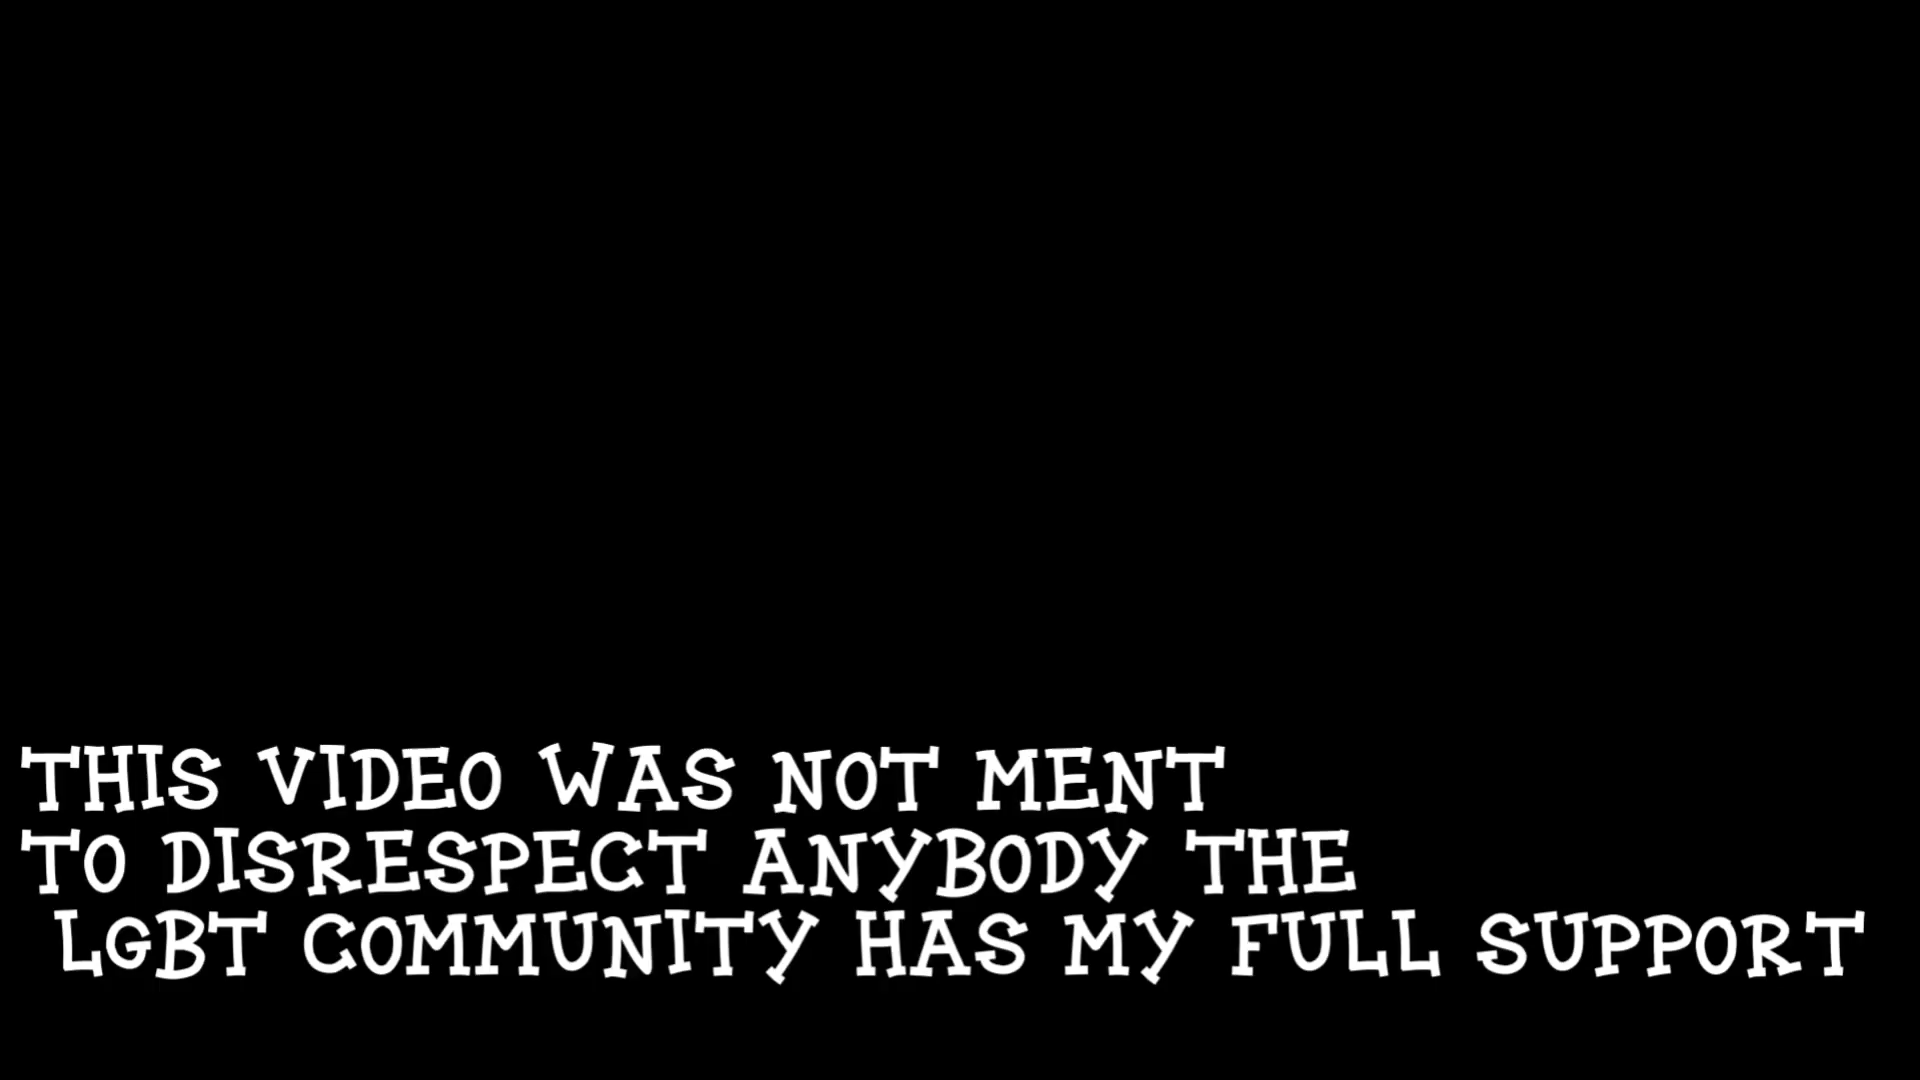 THIS VIDEO WAS NOT MENT
TO DISRESPECT ANYBODY THE
LGBT COMMUNITY HAS MY FULL SUPPORT